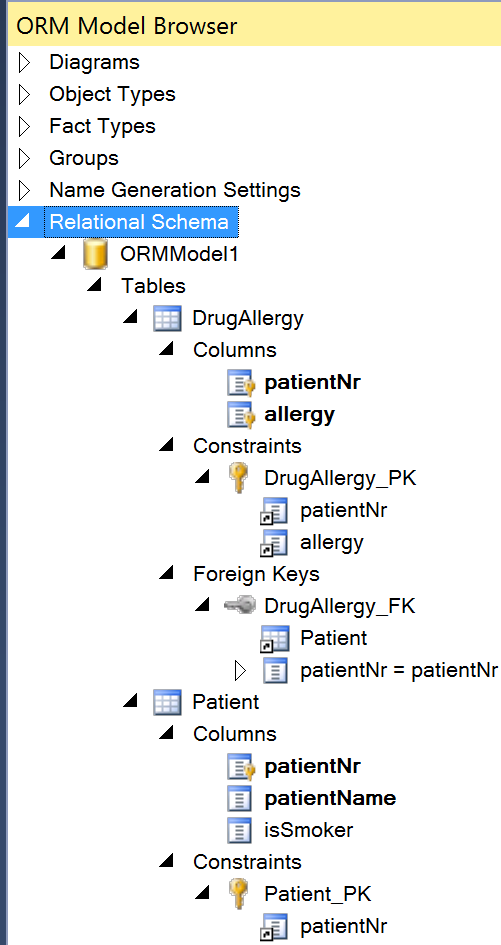 ORM Model Browser
Diagrams
Object Types
Fact Types
Groups
Name Generation Settings
Relational Schema
ORMModel1
Tables
DrugAllergy
Columns
patientNr
allergy
Constraints
DrugAllergy_PK
patientNr
allergy
Foreign Keys
DrugAllergy_FK
Patient
patientNr = patientNr
Patient
Columns
patientNr
patientName
isSmoker
Constraints
Patient_PK
patientNr